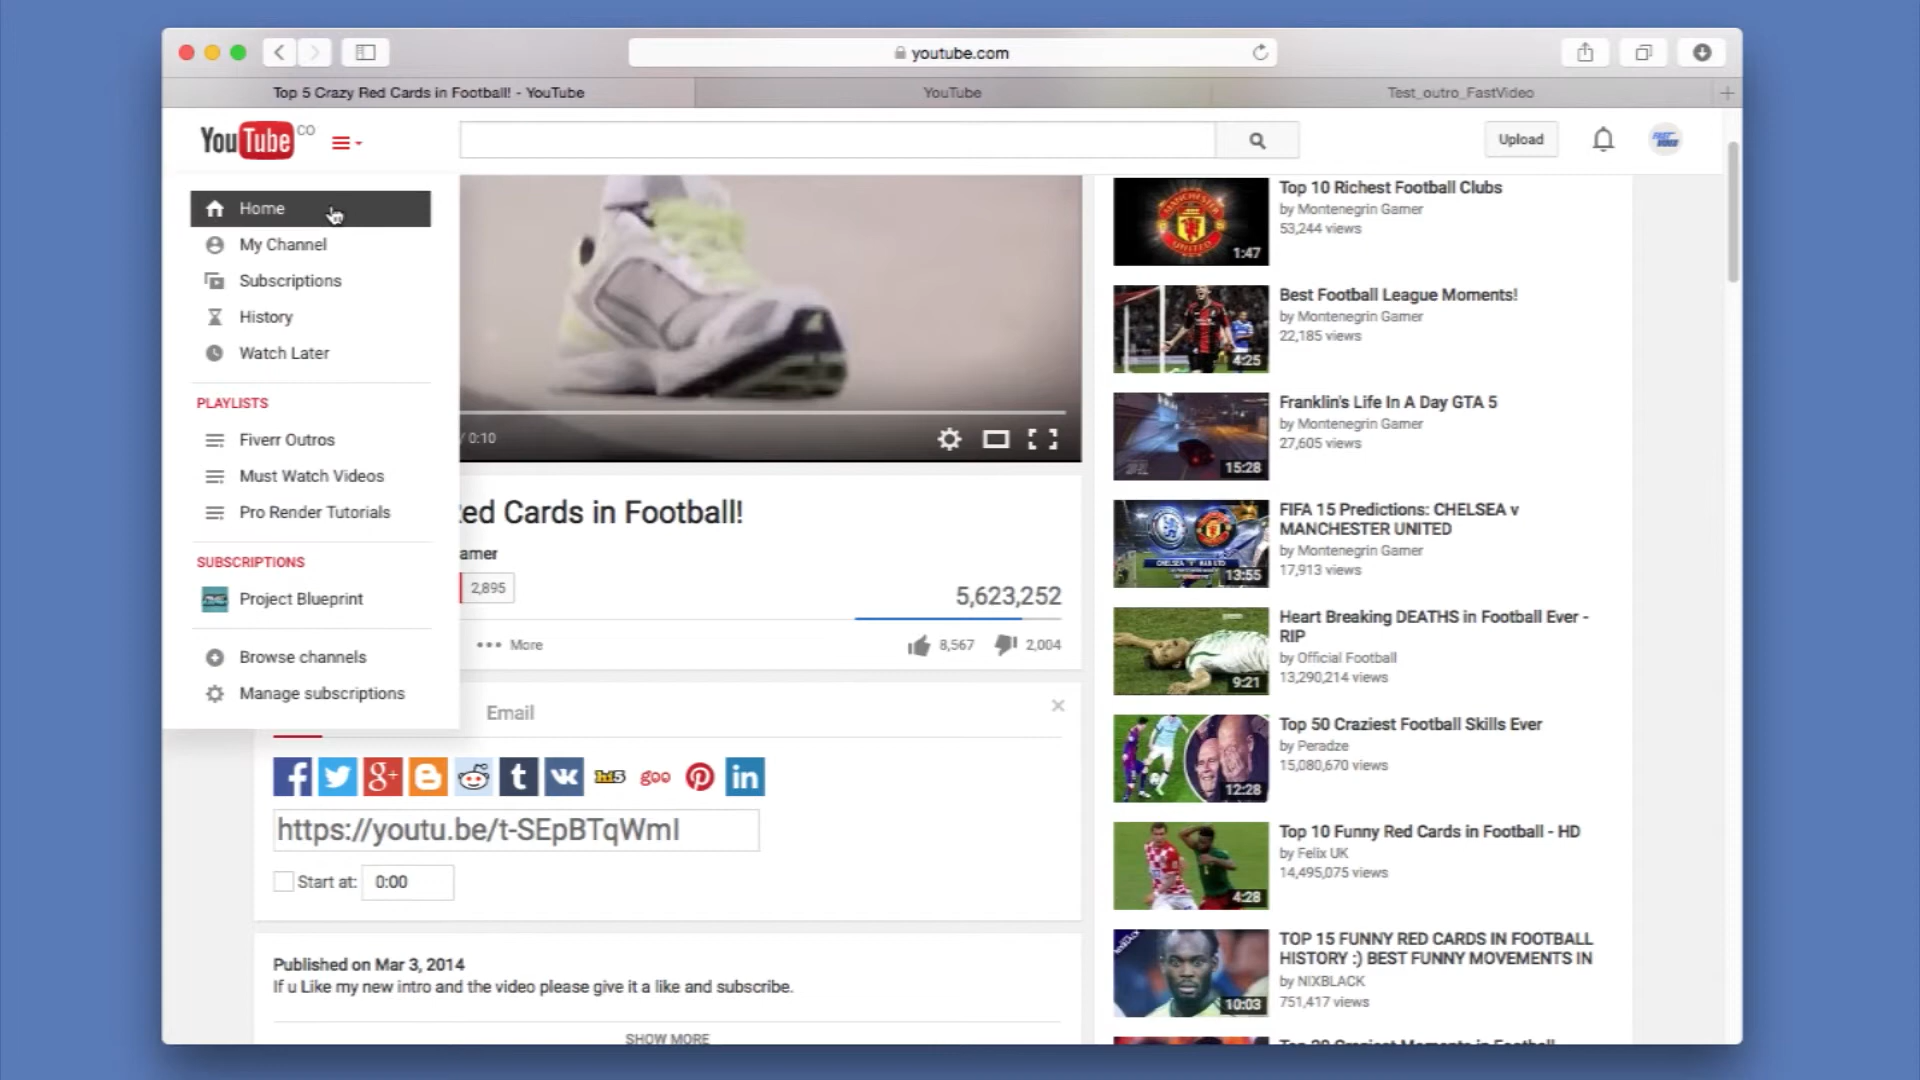 youtube.com
Top 5 Crazy Red Cards in Football! - YouTube
YouTube
Test_outro_FastVideo
YouTube CO
Upload
FAST VIDEO
Home
My Channel
Subscriptions
History
Watch Later
PLAYLISTS
Fiverr Outros
Must Watch Videos
Pro Render Tutorials
SUBSCRIPTIONS
Project Blueprint
Browse channels
Manage subscriptions
/ 0:10
ed Cards in Football!
amer
2,895
5,623,252
More
8,567
2,004
Email
hi5
goo
https://youtu.be/t-SEpBTqWmI
Start at:
0:00
Published on Mar 3, 2014
If u Like my new intro and the video please give it a like and subscribe.
SHOW MORE
Top 10 Richest Football Clubs
by Montenegrin Gamer
53,244 views
1:47
Best Football League Moments!
by Montenegrin Gamer
22,185 views
4:25
Franklin's Life In A Day GTA 5
by Montenegrin Gamer
27,605 views
15:28
FIFA 15 Predictions: CHELSEA v
MANCHESTER UNITED
by Montenegrin Gamer
17,913 views
13:55
Heart Breaking DEATHS in Football Ever -
RIP
by Official Football
13,290,214 views
9:21
Top 50 Craziest Football Skills Ever
by Peradze
15,080,670 views
12:28
Top 10 Funny Red Cards in Football - HD
by Felix UK
14,495,075 views
4:28
TOP 15 FUNNY RED CARDS IN FOOTBALL
HISTORY :) BEST FUNNY MOVEMENTS IN
by NIXBLACK
751,417 views
10:03